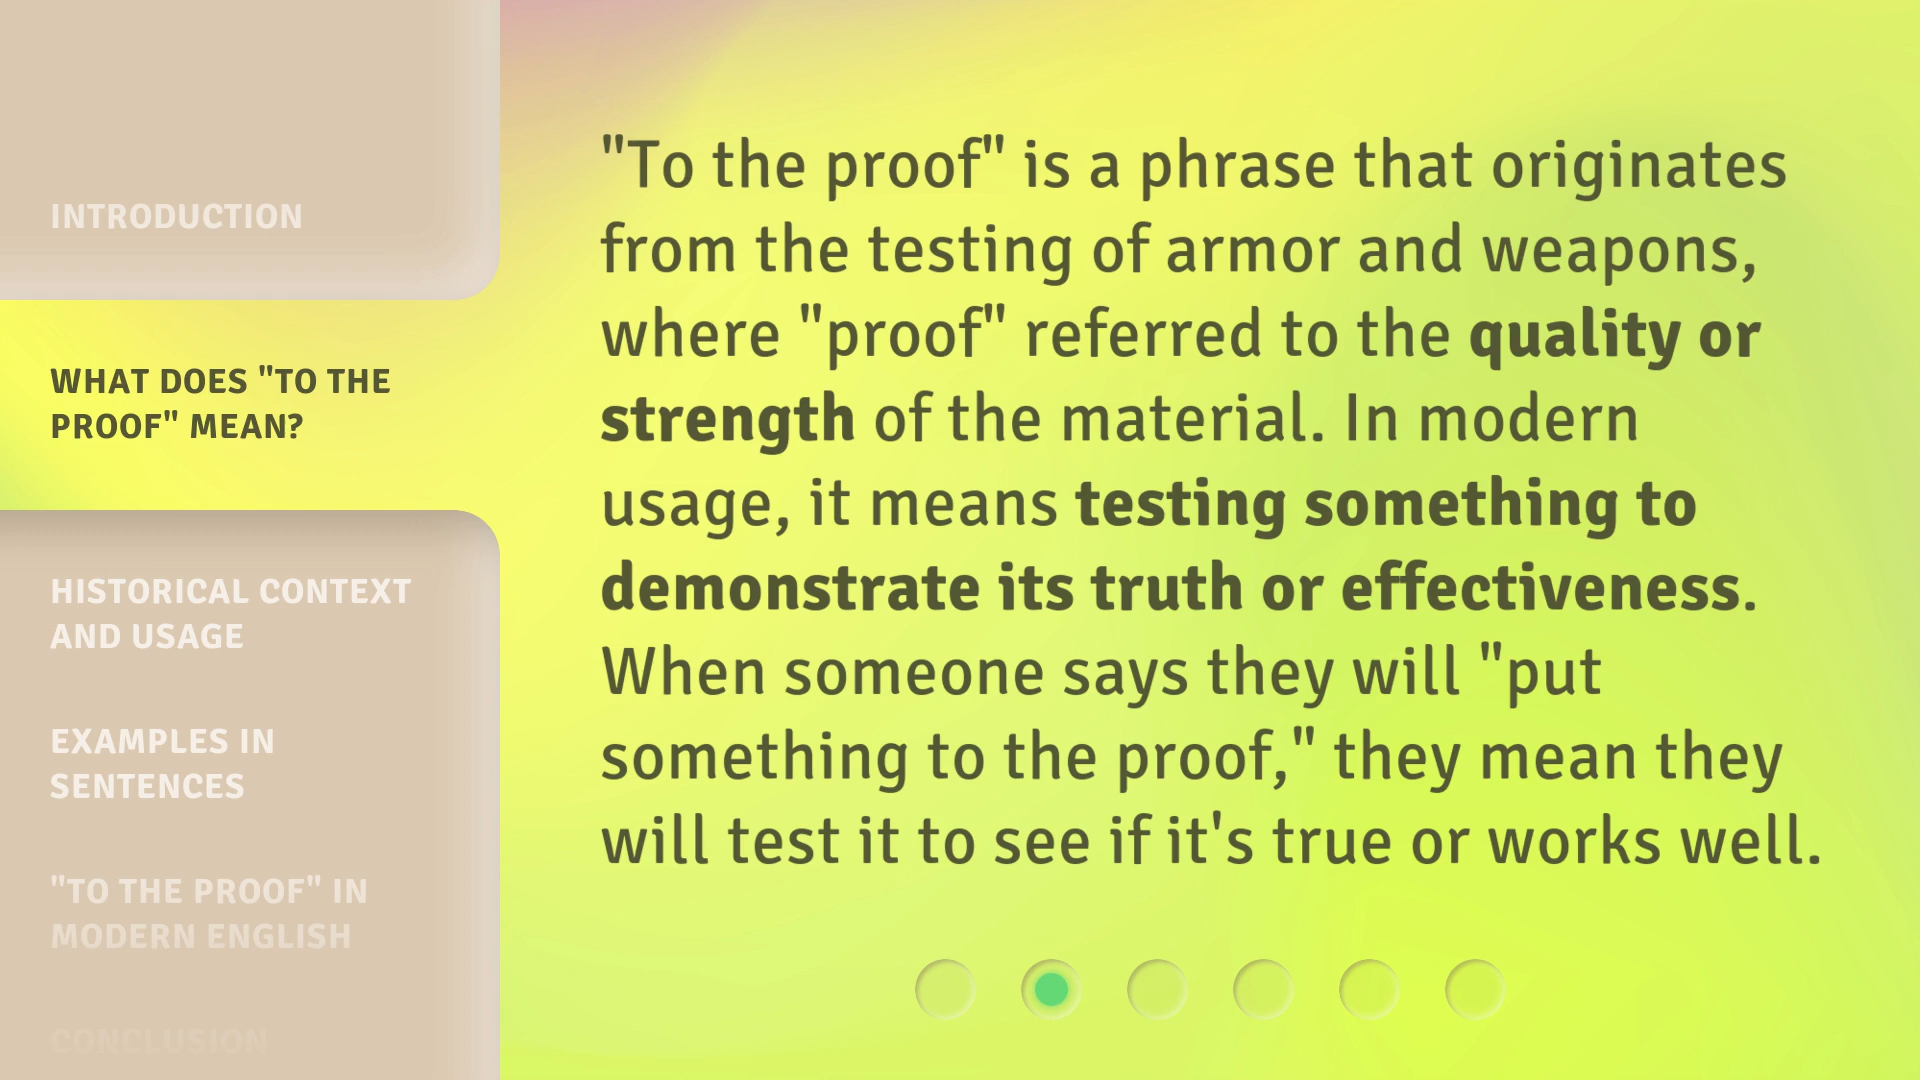 INTRODUCTION
WHAT DOES "TO THE
PROOF" MEAN?
HISTORICAL CONTEXT
AND USAGE
EXAMPLES IN
SENTENCES
"TO THE PROOF" IN
MODERN ENGLISH
CONCLUSION
"To the proof" is a phrase that originates
from the testing of armor and weapons,
where "proof" referred to the quality or
strength of the material. In modern
usage, it means testing something to
demonstrate its truth or effectiveness.
When someone says they will "put
something to the proof," they mean they
will test it to see if it's true or works well.